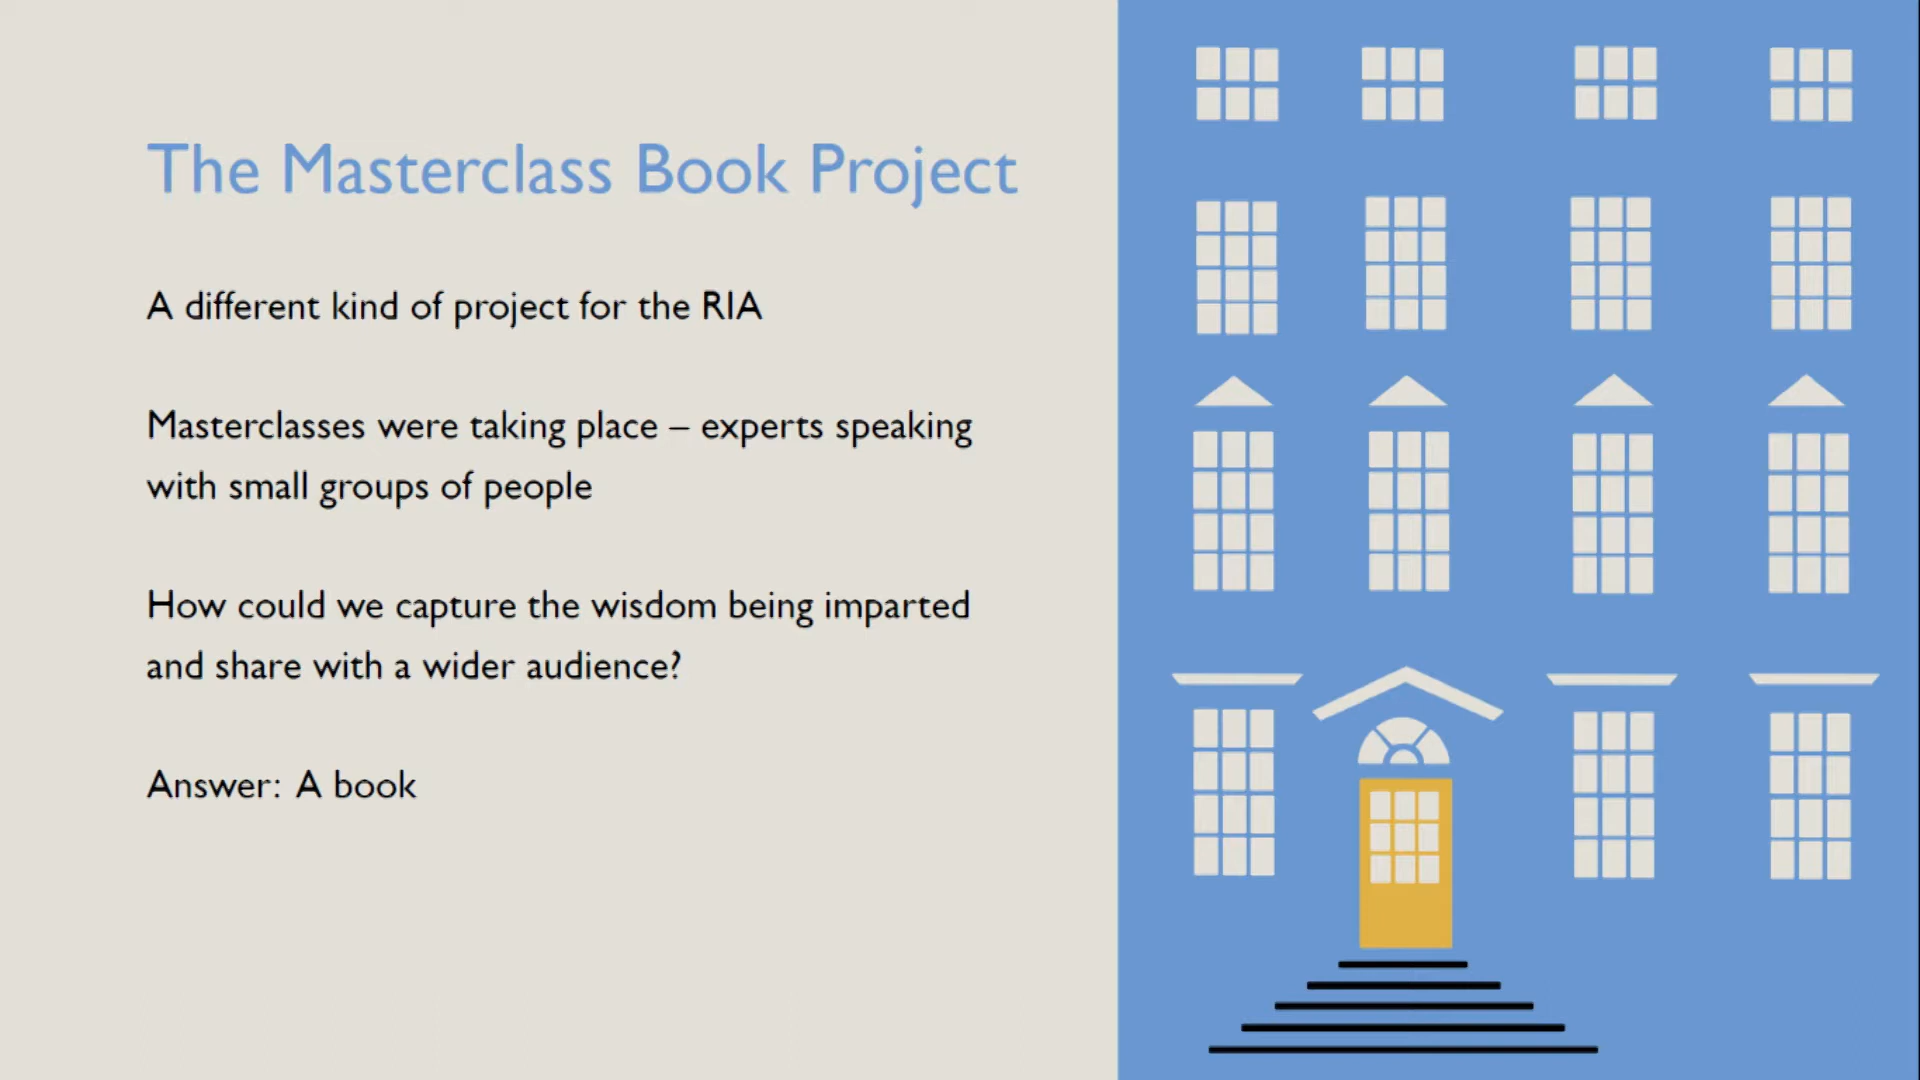 The Masterclass Book Project
A different kind of project for the RIA
Masterclasses were taking place – experts speaking
with small groups of people
How could we capture the wisdom being imparted
and share with a wider audience?
Answer: A book